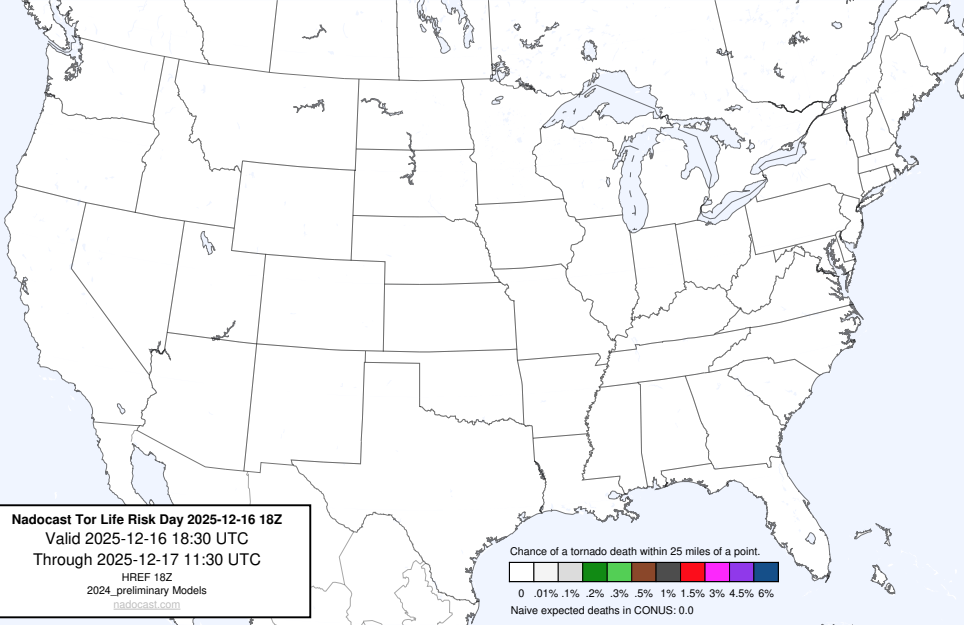 Nadocast Tor Life Risk Day 2025-12-16 18Z
Valid 2025-12-16 18:30 UTC
Through 2025-12-17 11:30 UTC
HREF 18Z
2024_preliminary Models
nadocast.com
Chance of a tornado death within 25 miles of a point.
0 .01% .1% .2% .3% .5% 1% 1.5% 3% 4.5% 6%
Naive expected deaths in CONUS: 0.0